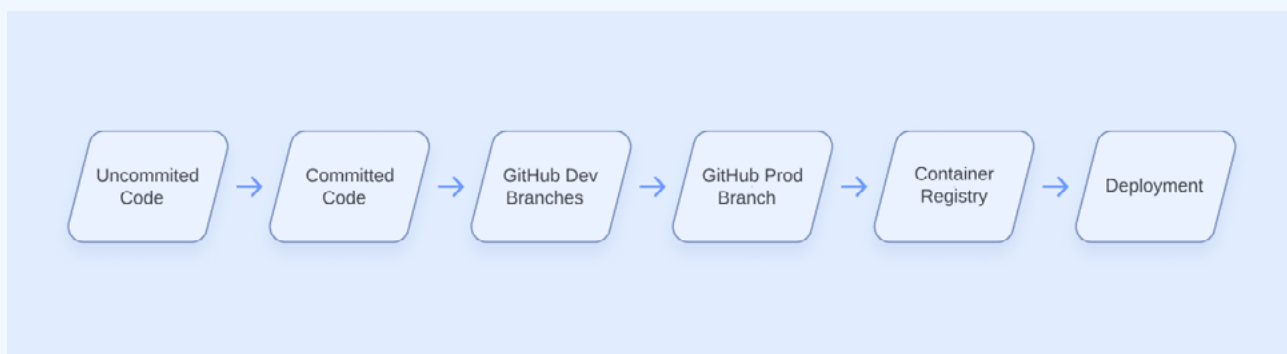 Uncommited
Code
Committed
Code
GitHub Dev
Branches
GitHub Prod
Branch
Container
Registry
Deployment